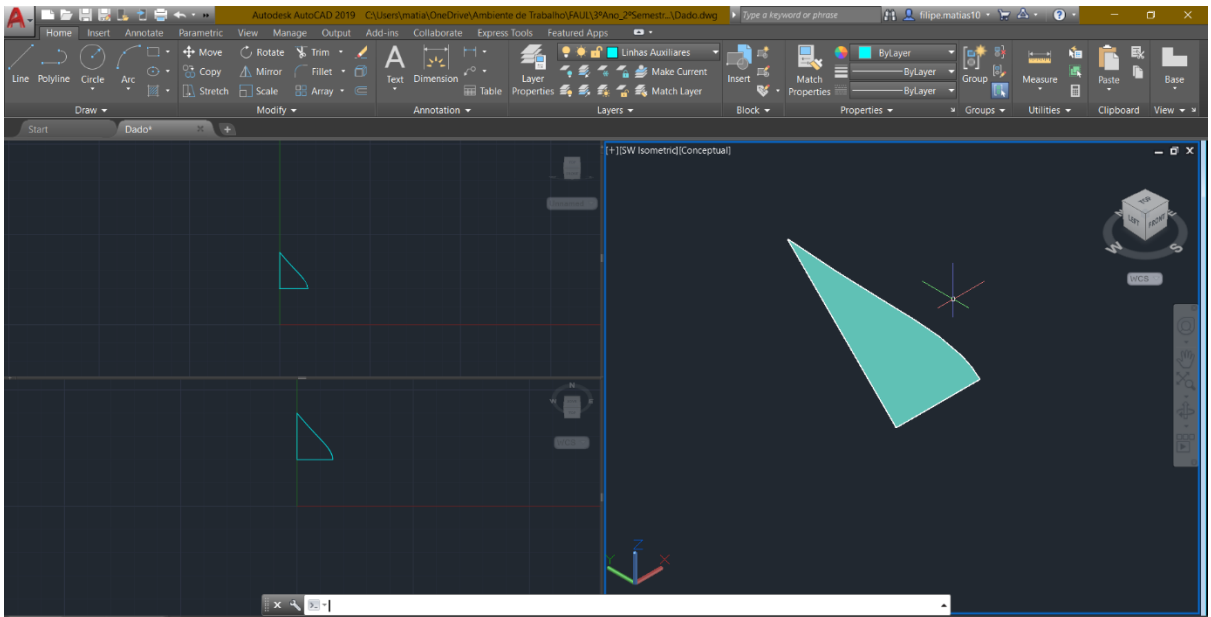 Autodesk AutoCAD 2019 C:\Users\matia\OneDrive\Ambiente de Trabalho\FAUL\3ºAno_2ºSemestr...\Dado.dwg Type a keyword or phrase filipe.matias10
Home Insert Annotate Parametric View Manage Output Add-ins Collaborate Express Tools Featured Apps
Line Polyline Circle Arc
Move Rotate Trim
Copy Mirror Fillet
Stretch Scale Array
Text Dimension Table
Layer Properties
Linhas Auxiliares
Make Current
Match Layer
Insert
Match Properties
ByLayer
ByLayer
ByLayer
Group Measure Paste Base
Draw Modify Annotation Layers Block Properties Groups Utilities Clipboard View
Start Dado*
[+][SW Isometric][Conceptual]
TOP
LEFT FRONT
W S
WCS
N
WCS
Z
Y X